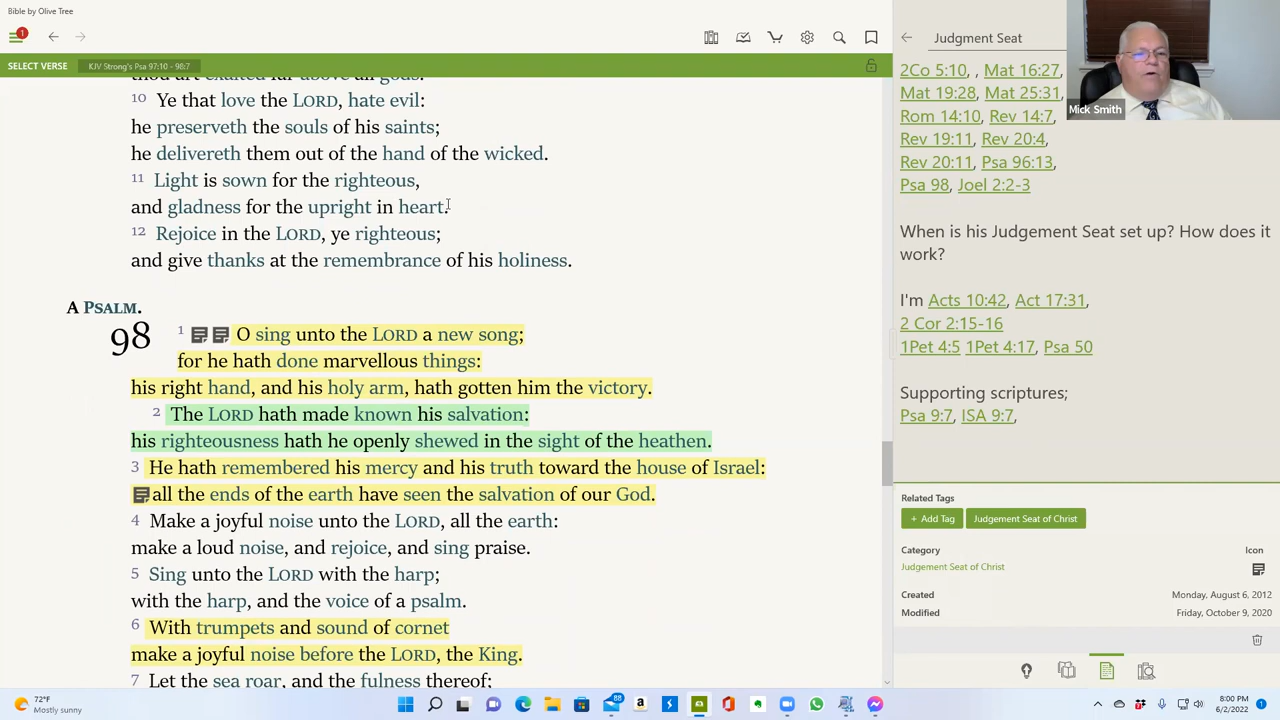 Bible by Olive Tree
1
SELECT VERSE
KJV Strong's Psa 97:10 - 98:7
thou art exalted far above all gods.
10 Ye that love the LORD, hate evil:
he preserveth the souls of his saints;
he delivereth them out of the hand of the wicked.
11 Light is sown for the righteous,
and gladness for the upright in heart.
12 Rejoice in the LORD, ye righteous;
and give thanks at the remembrance of his holiness.
A PSALM.
98
1 O sing unto the LORD a new song;
for he hath done marvellous things:
his right hand, and his holy arm, hath gotten him the victory.
2 The LORD hath made known his salvation:
his righteousness hath he openly shewed in the sight of the heathen.
3 He hath remembered his mercy and his truth toward the house of Israel:
all the ends of the earth have seen the salvation of our God.
4 Make a joyful noise unto the LORD, all the earth:
make a loud noise, and rejoice, and sing praise.
5 Sing unto the LORD with the harp;
with the harp, and the voice of a psalm.
6 With trumpets and sound of cornet
make a joyful noise before the LORD, the King.
7 Let the sea roar, and the fulness thereof;
Judgment Seat
Mick Smith
2Co 5:10, , Mat 16:27,
Mat 19:28, Mat 25:31,
Rom 14:10, Rev 14:7,
Rev 19:11, Rev 20:4,
Rev 20:11, Psa 96:13,
Psa 98, Joel 2:2-3
When is his Judgement Seat set up? How does it
work?
I'm Acts 10:42, Act 17:31,
2 Cor 2:15-16
1Pet 4:5 1Pet 4:17, Psa 50
Supporting scriptures;
Psa 9:7, ISA 9:7,
Related Tags
+ Add Tag
Judgement Seat of Christ
Category
Icon
Judgement Seat of Christ
Created
Monday, August 6, 2012
Modified
Friday, October 9, 2020
72°F
Mostly sunny
88
8:00 PM
6/2/2022